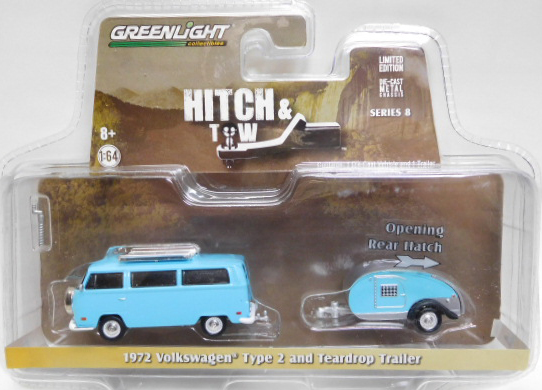 GREENLiGHT
collectibles
LIMITED
EDITION
DIE-CAST
METAL
CHASSIS
HITCH &
TOW
SERIES 8
8+
1:64
Opening
Rear Hatch
1972 Volkswagen® Type 2 and Teardrop Trailer